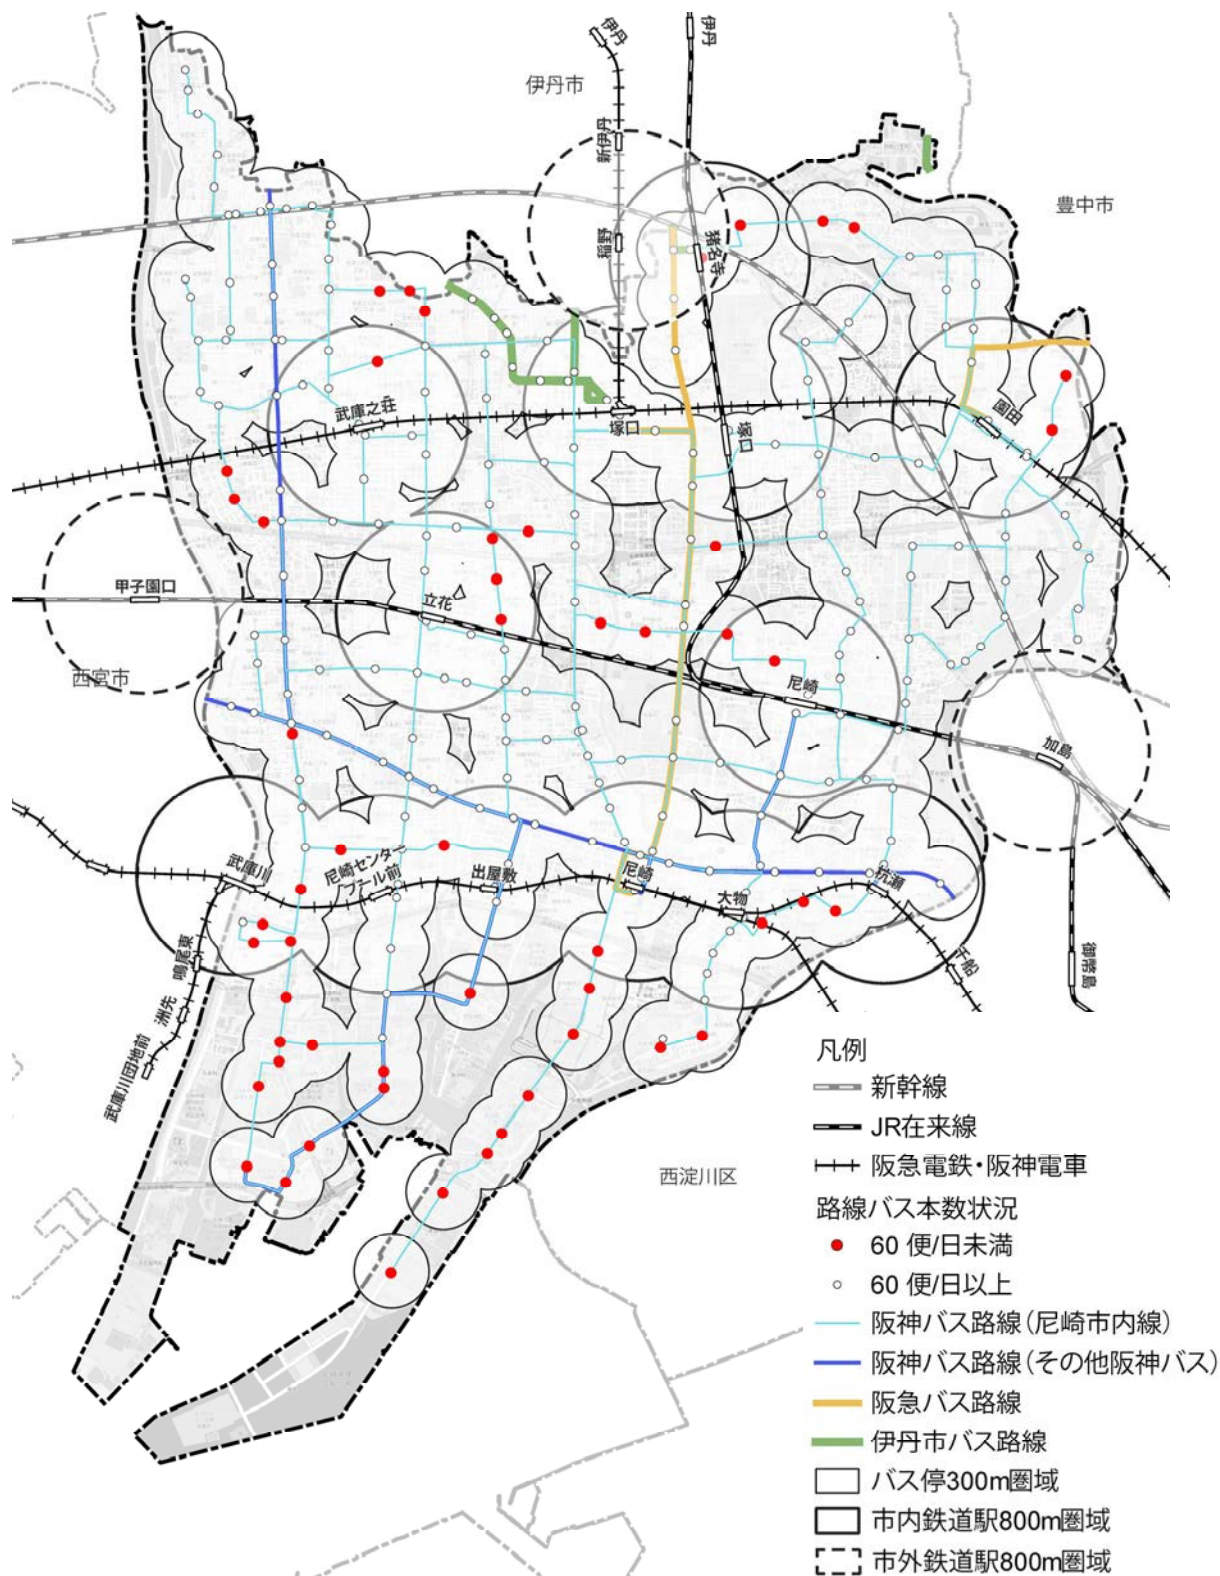 伊丹
伊丹
伊丹市
新伊丹
豊中市
稲野
猪名寺
武庫之荘
塚口
塚口
園田
甲子園口
立花
西宮市
尼崎
加島
武庫川
尼崎センター
プール前
出屋敷
尼崎
大物
杭瀬
鳴尾東
洲先
武庫川団地前
千船
御幣島
西淀川区
凡例
新幹線
JR在来線
阪急電鉄・阪神電車
路線バス本数状況
60 便/日未満
60 便/日以上
阪神バス路線(尼崎市内線)
阪神バス路線(その他阪神バス)
阪急バス路線
伊丹市バス路線
バス停300m圏域
市内鉄道駅800m圏域
市外鉄道駅800m圏域